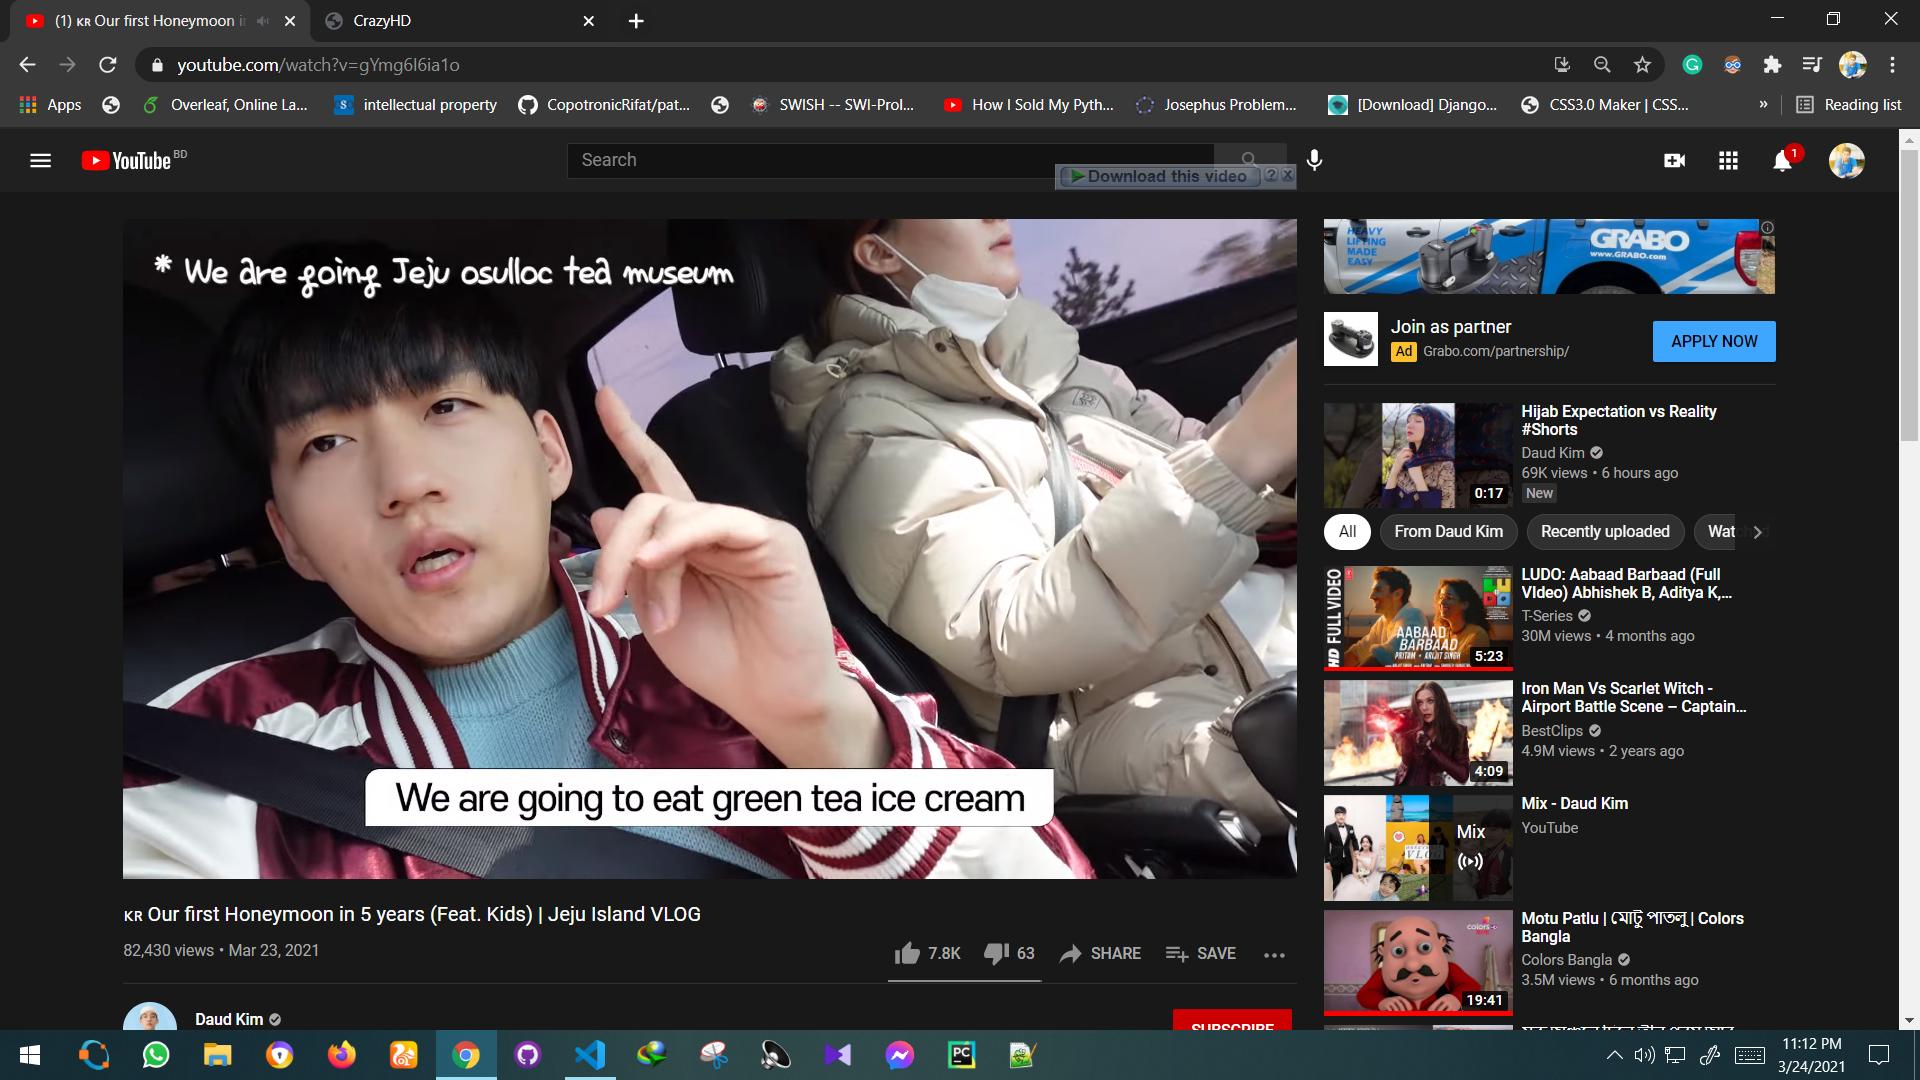 (1) ᴋʀ Our first Honeymoon i
CrazyHD
youtube.com/watch?v=gYmg6I6ia1o
Apps
Overleaf, Online La...
intellectual property
CopotronicRifat/pat...
SWISH -- SWI-Prol...
How I Sold My Pyth...
Josephus Problem...
[Download] Django...
CSS3.0 Maker | CSS...
»
Reading list
YouTube BD
Search
Download this video ? X
1
* We are going Jeju osulloc tea museum
We are going to eat green tea ice cream
HEAVY
LIFTING
MADE
EASY
GRABO
www.GRABO.com
Join as partner
Ad Grabo.com/partnership/
APPLY NOW
0:17
Hijab Expectation vs Reality
#Shorts
Daud Kim
69K views • 6 hours ago
New
All
From Daud Kim
Recently uploaded
Wat
HD FULL VIDEO
LUDO
AABAAD
BARBAAD
PRITAM • ARIJIT SINGH
5:23
LUDO: Aabaad Barbaad (Full
VIdeo) Abhishek B, Aditya K,...
T-Series
30M views • 4 months ago
4:09
Iron Man Vs Scarlet Witch -
Airport Battle Scene – Captain...
BestClips
4.9M views • 2 years ago
Mix
Mix - Daud Kim
YouTube
colors
19:41
Motu Patlu | মোটু পাতলু | Colors
Bangla
Colors Bangla
3.5M views • 6 months ago
ᴋʀ Our first Honeymoon in 5 years (Feat. Kids) | Jeju Island VLOG
82,430 views • Mar 23, 2021
7.8K
63
SHARE
SAVE
Daud Kim
SUBSCRIBE
PC
11:12 PM
3/24/2021